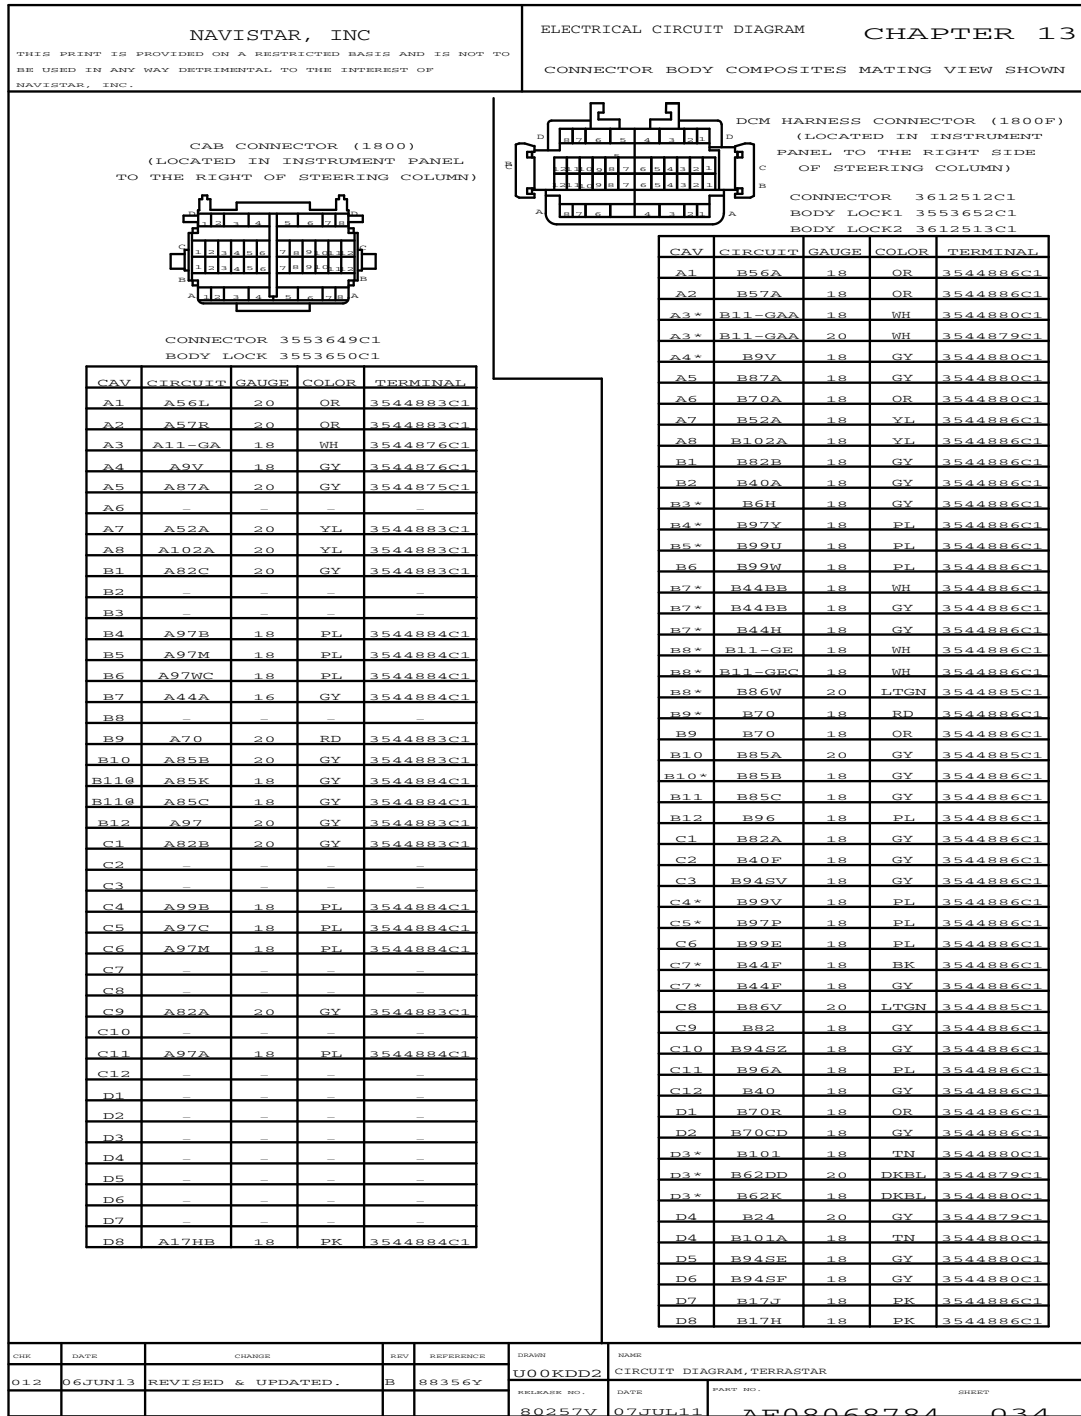 NAVISTAR, INC
THIS PRINT IS PROVIDED ON A RESTRICTED BASIS AND IS NOT TO
BE USED IN ANY WAY DETRIMENTAL TO THE INTEREST OF
NAVISTAR, INC.
ELECTRICAL CIRCUIT DIAGRAM CHAPTER 13
CONNECTOR BODY COMPOSITES MATING VIEW SHOWN
CAB CONNECTOR (1800)
(LOCATED IN INSTRUMENT PANEL
TO THE RIGHT OF STEERING COLUMN)
CONNECTOR 3553649C1
BODY LOCK 3553650C1
CAV CIRCUIT GAUGE COLOR TERMINAL
A1 A56L 20 OR 3544883C1
A2 A57R 20 OR 3544883C1
A3 A11-GA 18 WH 3544876C1
A4 A9V 18 GY 3544876C1
A5 A87A 20 GY 3544875C1
A6 – – – –
A7 A52A 20 YL 3544883C1
A8 A102A 20 YL 3544883C1
B1 A82C 20 GY 3544883C1
B2 – – – –
B3 – – – –
B4 A97B 18 PL 3544884C1
B5 A97M 18 PL 3544884C1
B6 A97WC 18 PL 3544884C1
B7 A44A 16 GY 3544884C1
B8 – – – –
B9 A70 20 RD 3544883C1
B10 A85B 20 GY 3544883C1
B11@ A85K 18 GY 3544884C1
B11@ A85C 18 GY 3544884C1
B12 A97 20 GY 3544883C1
C1 A82B 20 GY 3544883C1
C2 – – – –
C3 – – – –
C4 A99B 18 PL 3544884C1
C5 A97C 18 PL 3544884C1
C6 A97M 18 PL 3544884C1
C7 – – – –
C8 – – – –
C9 A82A 20 GY 3544883C1
C10 – – – –
C11 A97A 18 PL 3544884C1
C12 – – – –
D1 – – – –
D2 – – – –
D3 – – – –
D4 – – – –
D5 – – – –
D6 – – – –
D7 – – – –
D8 A17HB 18 PK 3544884C1
DCM HARNESS CONNECTOR (1800F)
(LOCATED IN INSTRUMENT
PANEL TO THE RIGHT SIDE
OF STEERING COLUMN)
CONNECTOR 3612512C1
BODY LOCK1 3553652C1
BODY LOCK2 3612513C1
CAV CIRCUIT GAUGE COLOR TERMINAL
A1 B56A 18 OR 3544886C1
A2 B57A 18 OR 3544886C1
A3* B11-GAA 18 WH 3544880C1
A3* B11-GAA 20 WH 3544879C1
A4* B9V 18 GY 3544880C1
A5 B87A 18 GY 3544880C1
A6 B70A 18 OR 3544880C1
A7 B52A 18 YL 3544886C1
A8 B102A 18 YL 3544886C1
B1 B82B 18 GY 3544886C1
B2 B40A 18 GY 3544886C1
B3* B6H 18 GY 3544886C1
B4* B97Y 18 PL 3544886C1
B5* B99U 18 PL 3544886C1
B6 B99W 18 PL 3544886C1
B7* B44BB 18 WH 3544886C1
B7* B44BB 18 GY 3544886C1
B7* B44H 18 GY 3544886C1
B8* B11-GE 18 WH 3544886C1
B8* B11-GEC 18 WH 3544886C1
B8* B86W 20 LTGN 3544885C1
B9* B70 18 RD 3544886C1
B9 B70 18 OR 3544886C1
B10 B85A 20 GY 3544885C1
B10* B85B 18 GY 3544886C1
B11 B85C 18 GY 3544886C1
B12 B96 18 PL 3544886C1
C1 B82A 18 GY 3544886C1
C2 B40F 18 GY 3544886C1
C3 B94SV 18 GY 3544886C1
C4* B99V 18 PL 3544886C1
C5* B97P 18 PL 3544886C1
C6 B99E 18 PL 3544886C1
C7* B44F 18 BK 3544886C1
C7* B44F 18 GY 3544886C1
C8 B86V 20 LTGN 3544885C1
C9 B82 18 GY 3544886C1
C10 B94SZ 18 GY 3544886C1
C11 B96A 18 PL 3544886C1
C12 B40 18 GY 3544886C1
D1 B70R 18 OR 3544886C1
D2 B70CD 18 GY 3544886C1
D3* B101 18 TN 3544880C1
D3* B62DD 20 DKBL 3544879C1
D3* B62K 18 DKBL 3544880C1
D4 B24 20 GY 3544879C1
D4 B101A 18 TN 3544880C1
D5 B94SE 18 GY 3544880C1
D6 B94SF 18 GY 3544880C1
D7 B17J 18 PK 3544886C1
D8 B17H 18 PK 3544886C1
CHK DATE CHANGE REV REFERENCE
012 06JUN13 REVISED & UPDATED. B 88356Y
DRAWN U00KDD2
NAME CIRCUIT DIAGRAM,TERRASTAR
RELEASE NO. 80257V
DATE 07JUL11
PART NO. AE08068784
SHEET 034